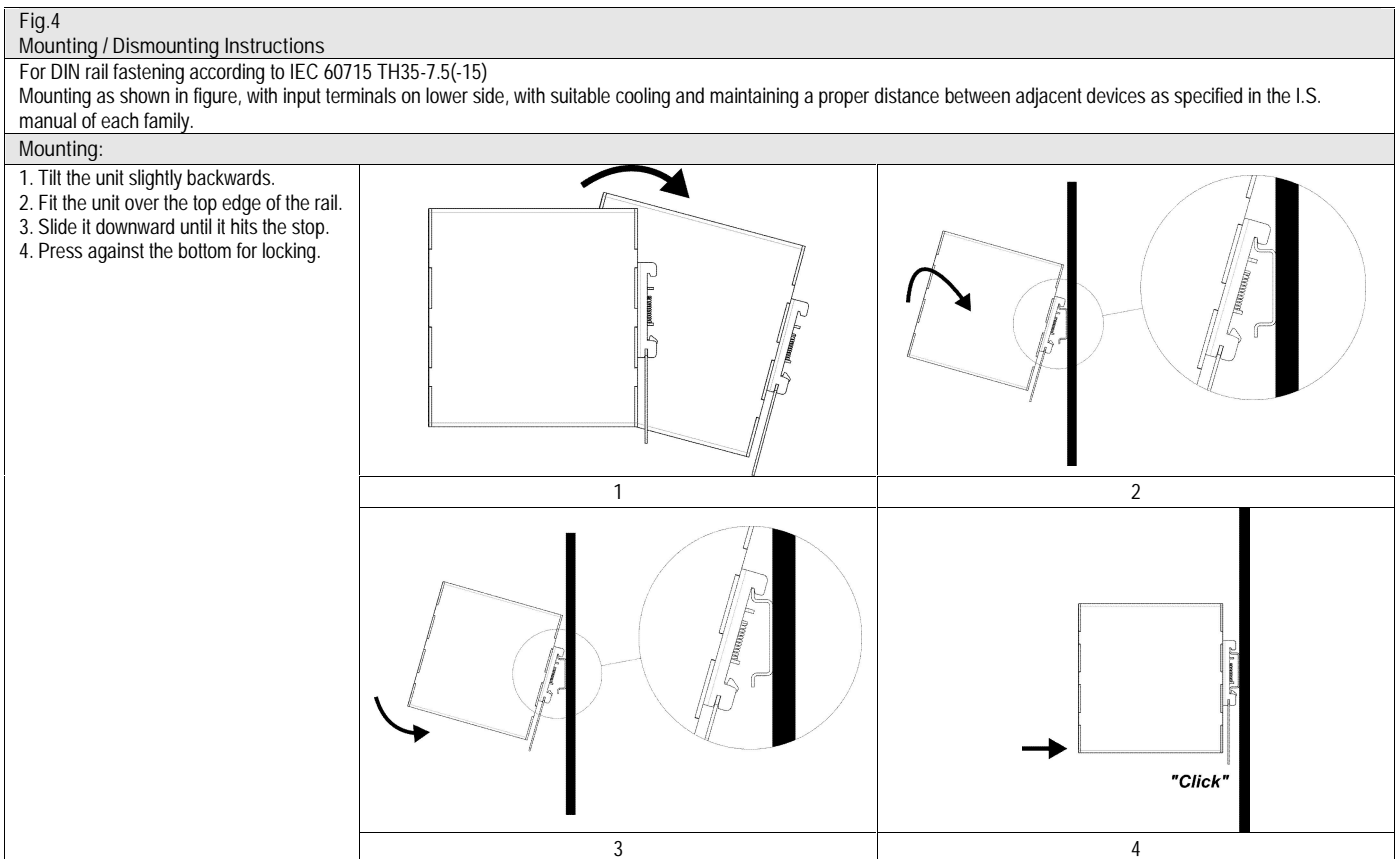 Fig.4
Mounting / Dismounting Instructions
For DIN rail fastening according to IEC 60715 TH35-7.5(-15)
Mounting as shown in figure, with input terminals on lower side, with suitable cooling and maintaining a proper distance between adjacent devices as specified in the I.S.
manual of each family.
Mounting:
1. Tilt the unit slightly backwards.
2. Fit the unit over the top edge of the rail.
3. Slide it downward until it hits the stop.
4. Press against the bottom for locking.
1
2
"Click"
3
4